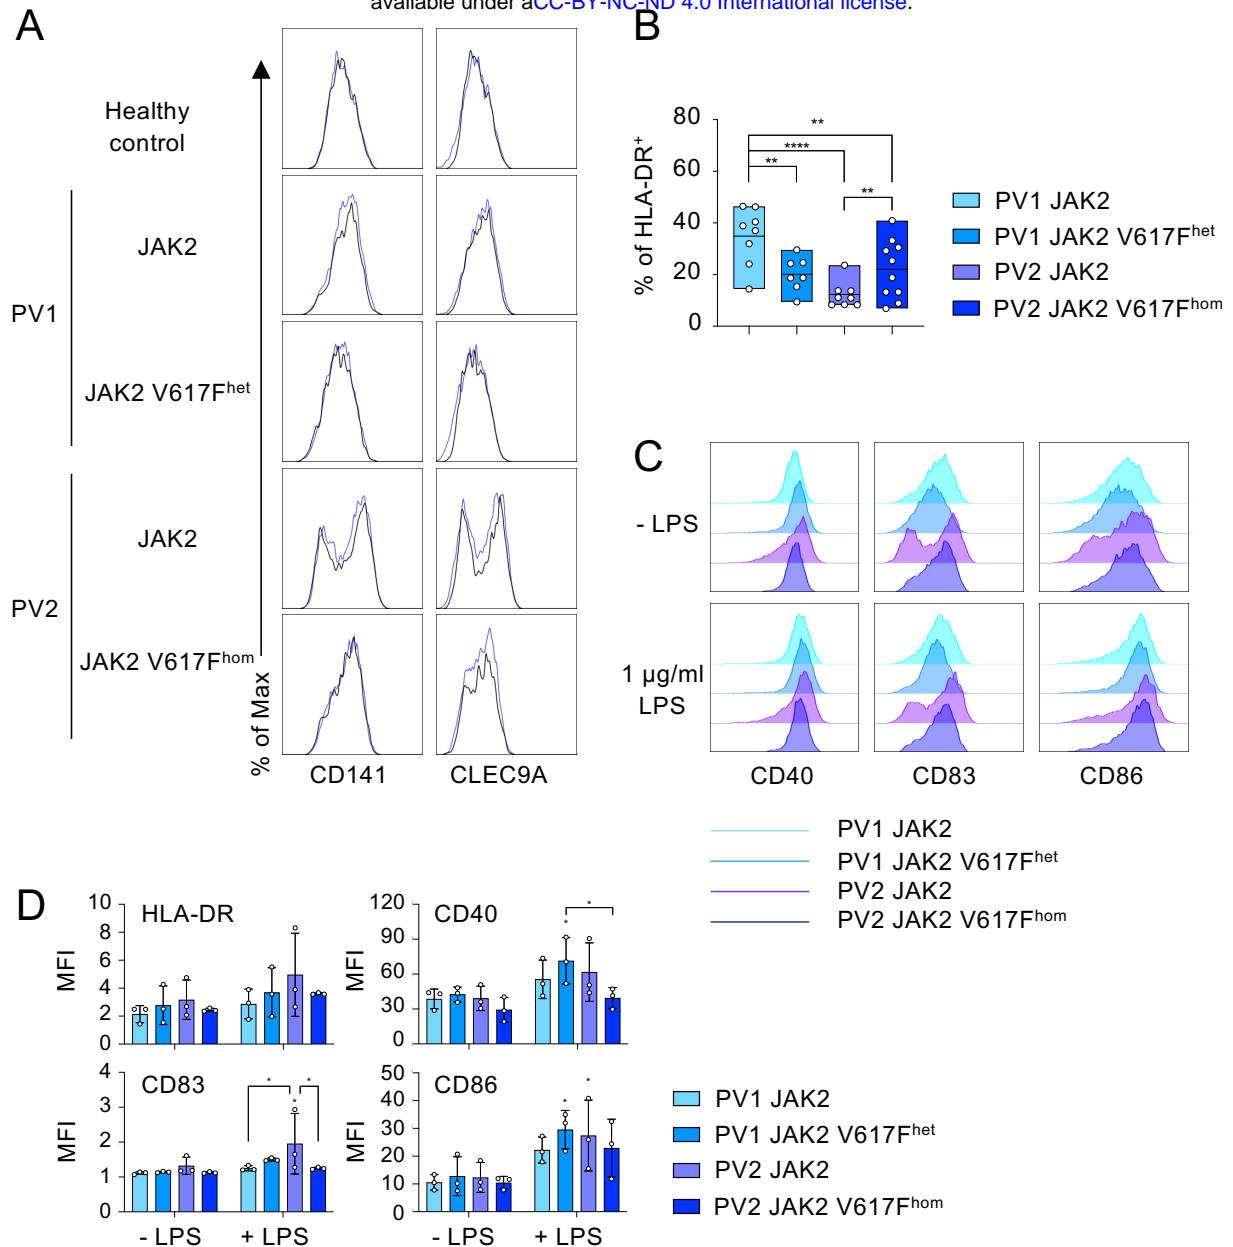 available under aCC-BY-NC-ND 4.0 International license.
A
Healthy
control
PV1
JAK2
JAK2 V617Fhet
PV2
JAK2
JAK2 V617Fhom
% of Max
CD141
CLEC9A
B
% of HLA-DR+
80
60
40
20
0
**
****
**
**
PV1 JAK2
PV1 JAK2 V617Fhet
PV2 JAK2
PV2 JAK2 V617Fhom
C
- LPS
1 µg/ml
LPS
CD40
CD83
CD86
PV1 JAK2
PV1 JAK2 V617Fhet
PV2 JAK2
PV2 JAK2 V617Fhom
D
HLA-DR
MFI
10
8
6
4
2
0
CD40
MFI
120
90
60
30
0
*
*
CD83
MFI
4
3
2
1
0
*
*
*
- LPS
+ LPS
CD86
MFI
50
40
30
20
10
0
*
*
- LPS
+ LPS
PV1 JAK2
PV1 JAK2 V617Fhet
PV2 JAK2
PV2 JAK2 V617Fhom